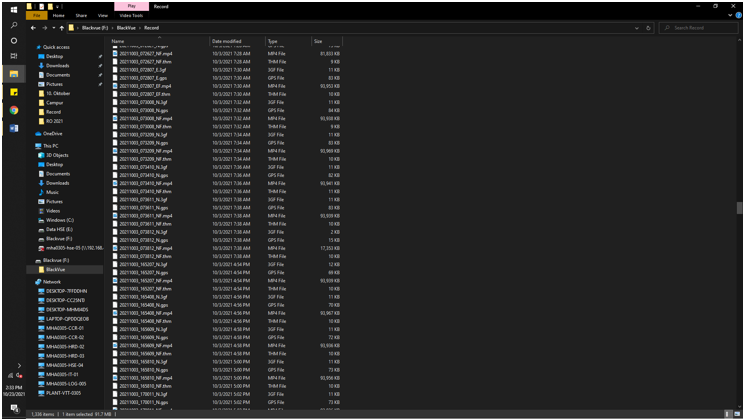 Play Record
File Home Share View Video Tools
Blackvue (F:) › BlackVue › Record
Search Record
Name Date modified Type Size
20211003_072627_NF.mp4 10/3/2021 7:28 AM MP4 File 81,833 KB
20211003_072627_NF.thm 10/3/2021 7:28 AM THM File 9 KB
20211003_072807_E.3gf 10/3/2021 7:30 AM 3GF File 11 KB
20211003_072807_E.gps 10/3/2021 7:30 AM GPS File 83 KB
20211003_072807_EF.mp4 10/3/2021 7:30 AM MP4 File 93,933 KB
20211003_072807_EF.thm 10/3/2021 7:30 AM THM File 10 KB
20211003_073008_N.3gf 10/3/2021 7:32 AM 3GF File 11 KB
20211003_073008_N.gps 10/3/2021 7:32 AM GPS File 84 KB
20211003_073008_NF.mp4 10/3/2021 7:32 AM MP4 File 93,938 KB
20211003_073008_NF.thm 10/3/2021 7:32 AM THM File 9 KB
20211003_073209_N.3gf 10/3/2021 7:34 AM 3GF File 11 KB
20211003_073209_N.gps 10/3/2021 7:34 AM GPS File 83 KB
20211003_073209_NF.mp4 10/3/2021 7:34 AM MP4 File 93,969 KB
20211003_073209_NF.thm 10/3/2021 7:34 AM THM File 10 KB
20211003_073410_N.3gf 10/3/2021 7:36 AM 3GF File 11 KB
20211003_073410_N.gps 10/3/2021 7:36 AM GPS File 82 KB
20211003_073410_NF.mp4 10/3/2021 7:36 AM MP4 File 93,941 KB
20211003_073410_NF.thm 10/3/2021 7:36 AM THM File 11 KB
20211003_073611_N.3gf 10/3/2021 7:38 AM 3GF File 11 KB
20211003_073611_N.gps 10/3/2021 7:38 AM GPS File 83 KB
20211003_073611_NF.mp4 10/3/2021 7:38 AM MP4 File 93,939 KB
20211003_073611_NF.thm 10/3/2021 7:38 AM THM File 10 KB
20211003_073812_N.3gf 10/3/2021 7:38 AM 3GF File 2 KB
20211003_073812_N.gps 10/3/2021 7:38 AM GPS File 15 KB
20211003_073812_NF.mp4 10/3/2021 7:38 AM MP4 File 17,353 KB
20211003_073812_NF.thm 10/3/2021 7:38 AM THM File 10 KB
20211003_165207_N.3gf 10/3/2021 4:54 PM 3GF File 12 KB
20211003_165207_N.gps 10/3/2021 4:54 PM GPS File 69 KB
20211003_165207_NF.mp4 10/3/2021 4:54 PM MP4 File 93,939 KB
20211003_165207_NF.thm 10/3/2021 4:54 PM THM File 10 KB
20211003_165408_N.3gf 10/3/2021 4:56 PM 3GF File 11 KB
20211003_165408_N.gps 10/3/2021 4:56 PM GPS File 70 KB
20211003_165408_NF.mp4 10/3/2021 4:56 PM MP4 File 93,967 KB
20211003_165408_NF.thm 10/3/2021 4:56 PM THM File 10 KB
20211003_165609_N.3gf 10/3/2021 4:58 PM 3GF File 11 KB
20211003_165609_N.gps 10/3/2021 4:58 PM GPS File 72 KB
20211003_165609_NF.mp4 10/3/2021 4:58 PM MP4 File 93,936 KB
20211003_165609_NF.thm 10/3/2021 4:58 PM THM File 10 KB
20211003_165810_N.3gf 10/3/2021 5:00 PM 3GF File 11 KB
20211003_165810_N.gps 10/3/2021 5:00 PM GPS File 73 KB
20211003_165810_NF.mp4 10/3/2021 5:00 PM MP4 File 93,956 KB
20211003_165810_NF.thm 10/3/2021 5:00 PM THM File 10 KB
20211003_170011_N.3gf 10/3/2021 5:02 PM 3GF File 11 KB
20211003_170011_N.gps 10/3/2021 5:02 PM GPS File 73 KB
Quick access
Desktop
Downloads
Documents
Pictures
10. Oktober
Campur
Record
RO 2021
OneDrive
This PC
3D Objects
Desktop
Documents
Downloads
Music
Pictures
Videos
Windows (C:)
Data HSE (E:)
Blackvue (F:)
mha0305-hse-05 (\\192.168.
Blackvue (F:)
BlackVue
Network
DESKTOP-7FFDDHN
DESKTOP-CC25NTJ
DESKTOP-MHM04D5
LAPTOP-QPDDQEDB
MHA0305-CCR-01
MHA0305-CCR-02
MHA0305-HRD-02
MHA0305-HRD-03
MHA0305-HSE-04
MHA0305-IT-01
MHA0305-LOG-005
PLANT-VTT-0305
2:33 PM
10/23/2021
1,336 items 1 item selected 91.7 MB